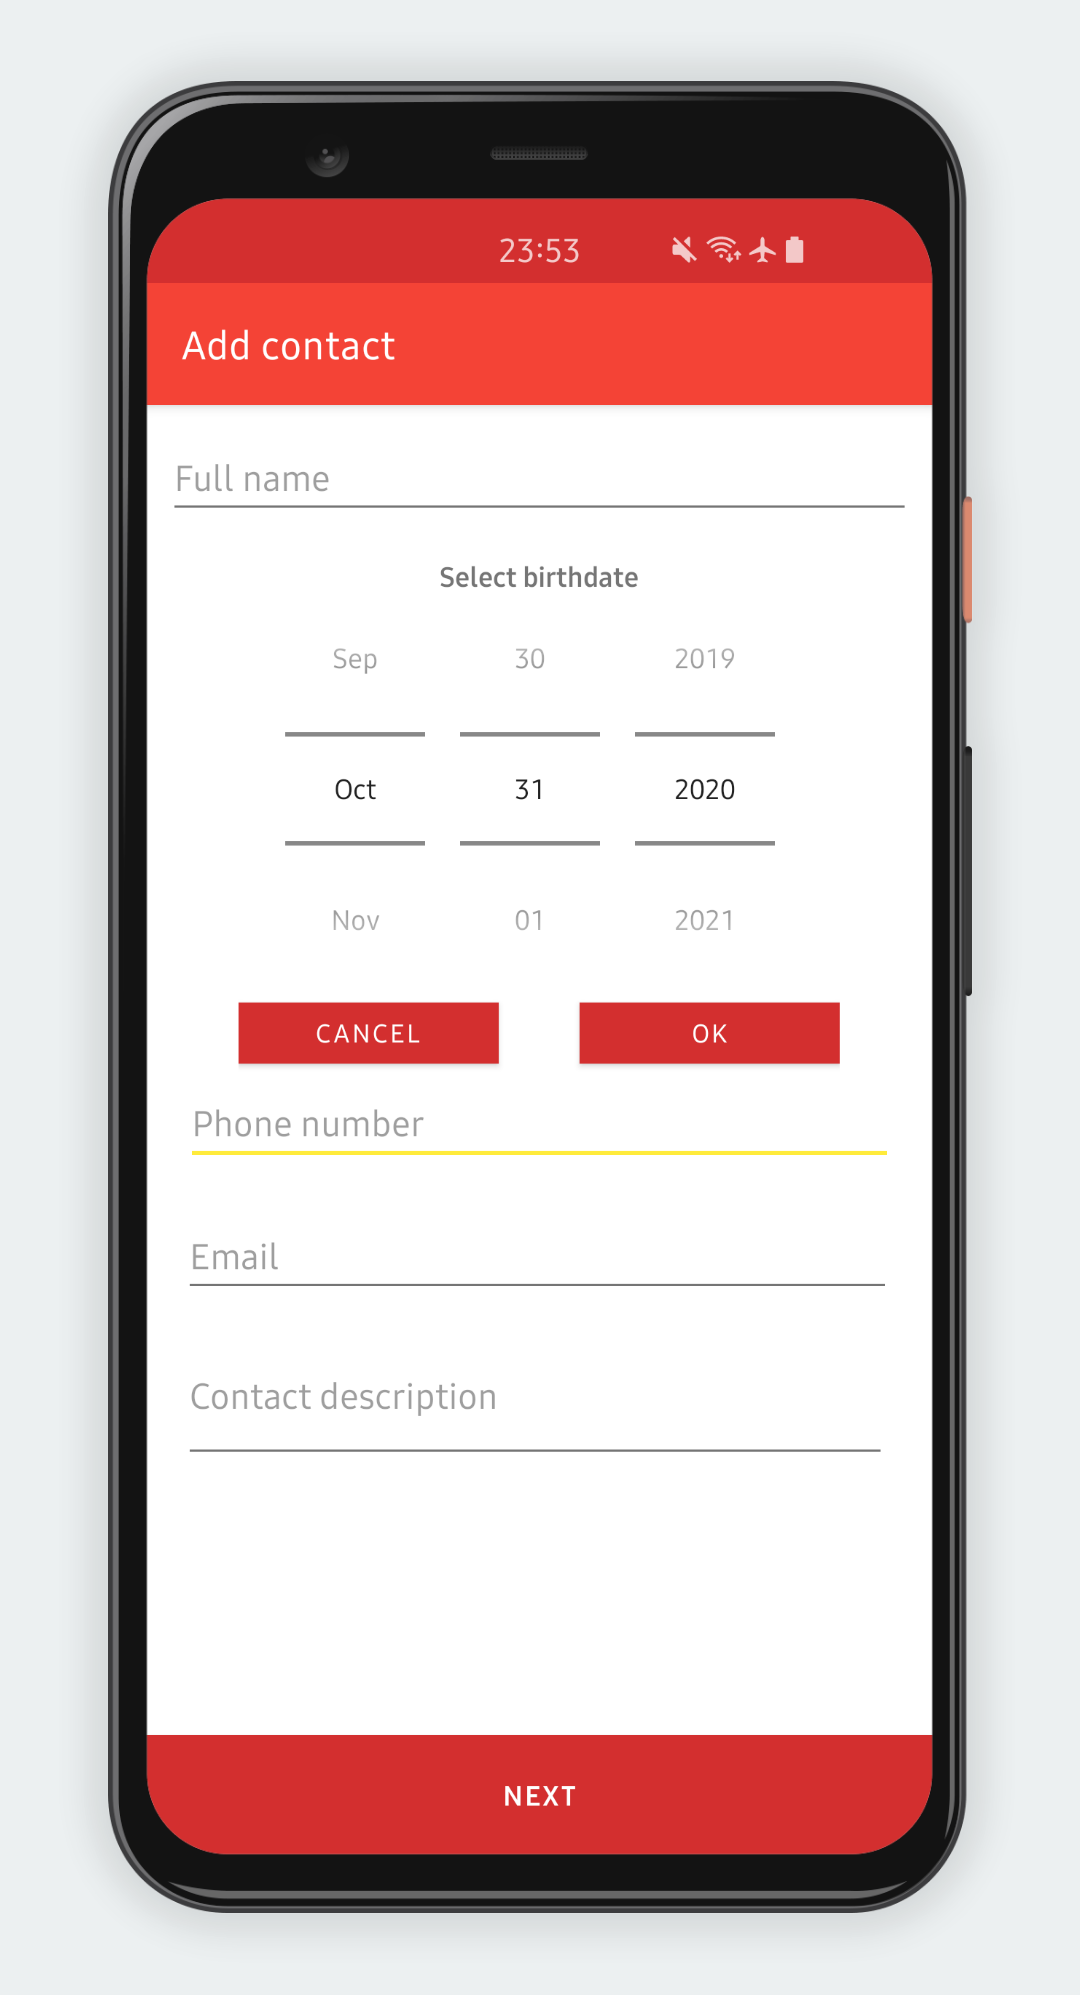 23:53
Add contact
Full name
Select birthdate
Sep 30 2019
Oct 31 2020
Nov 01 2021
CANCEL OK
Phone number
Email
Contact description
NEXT